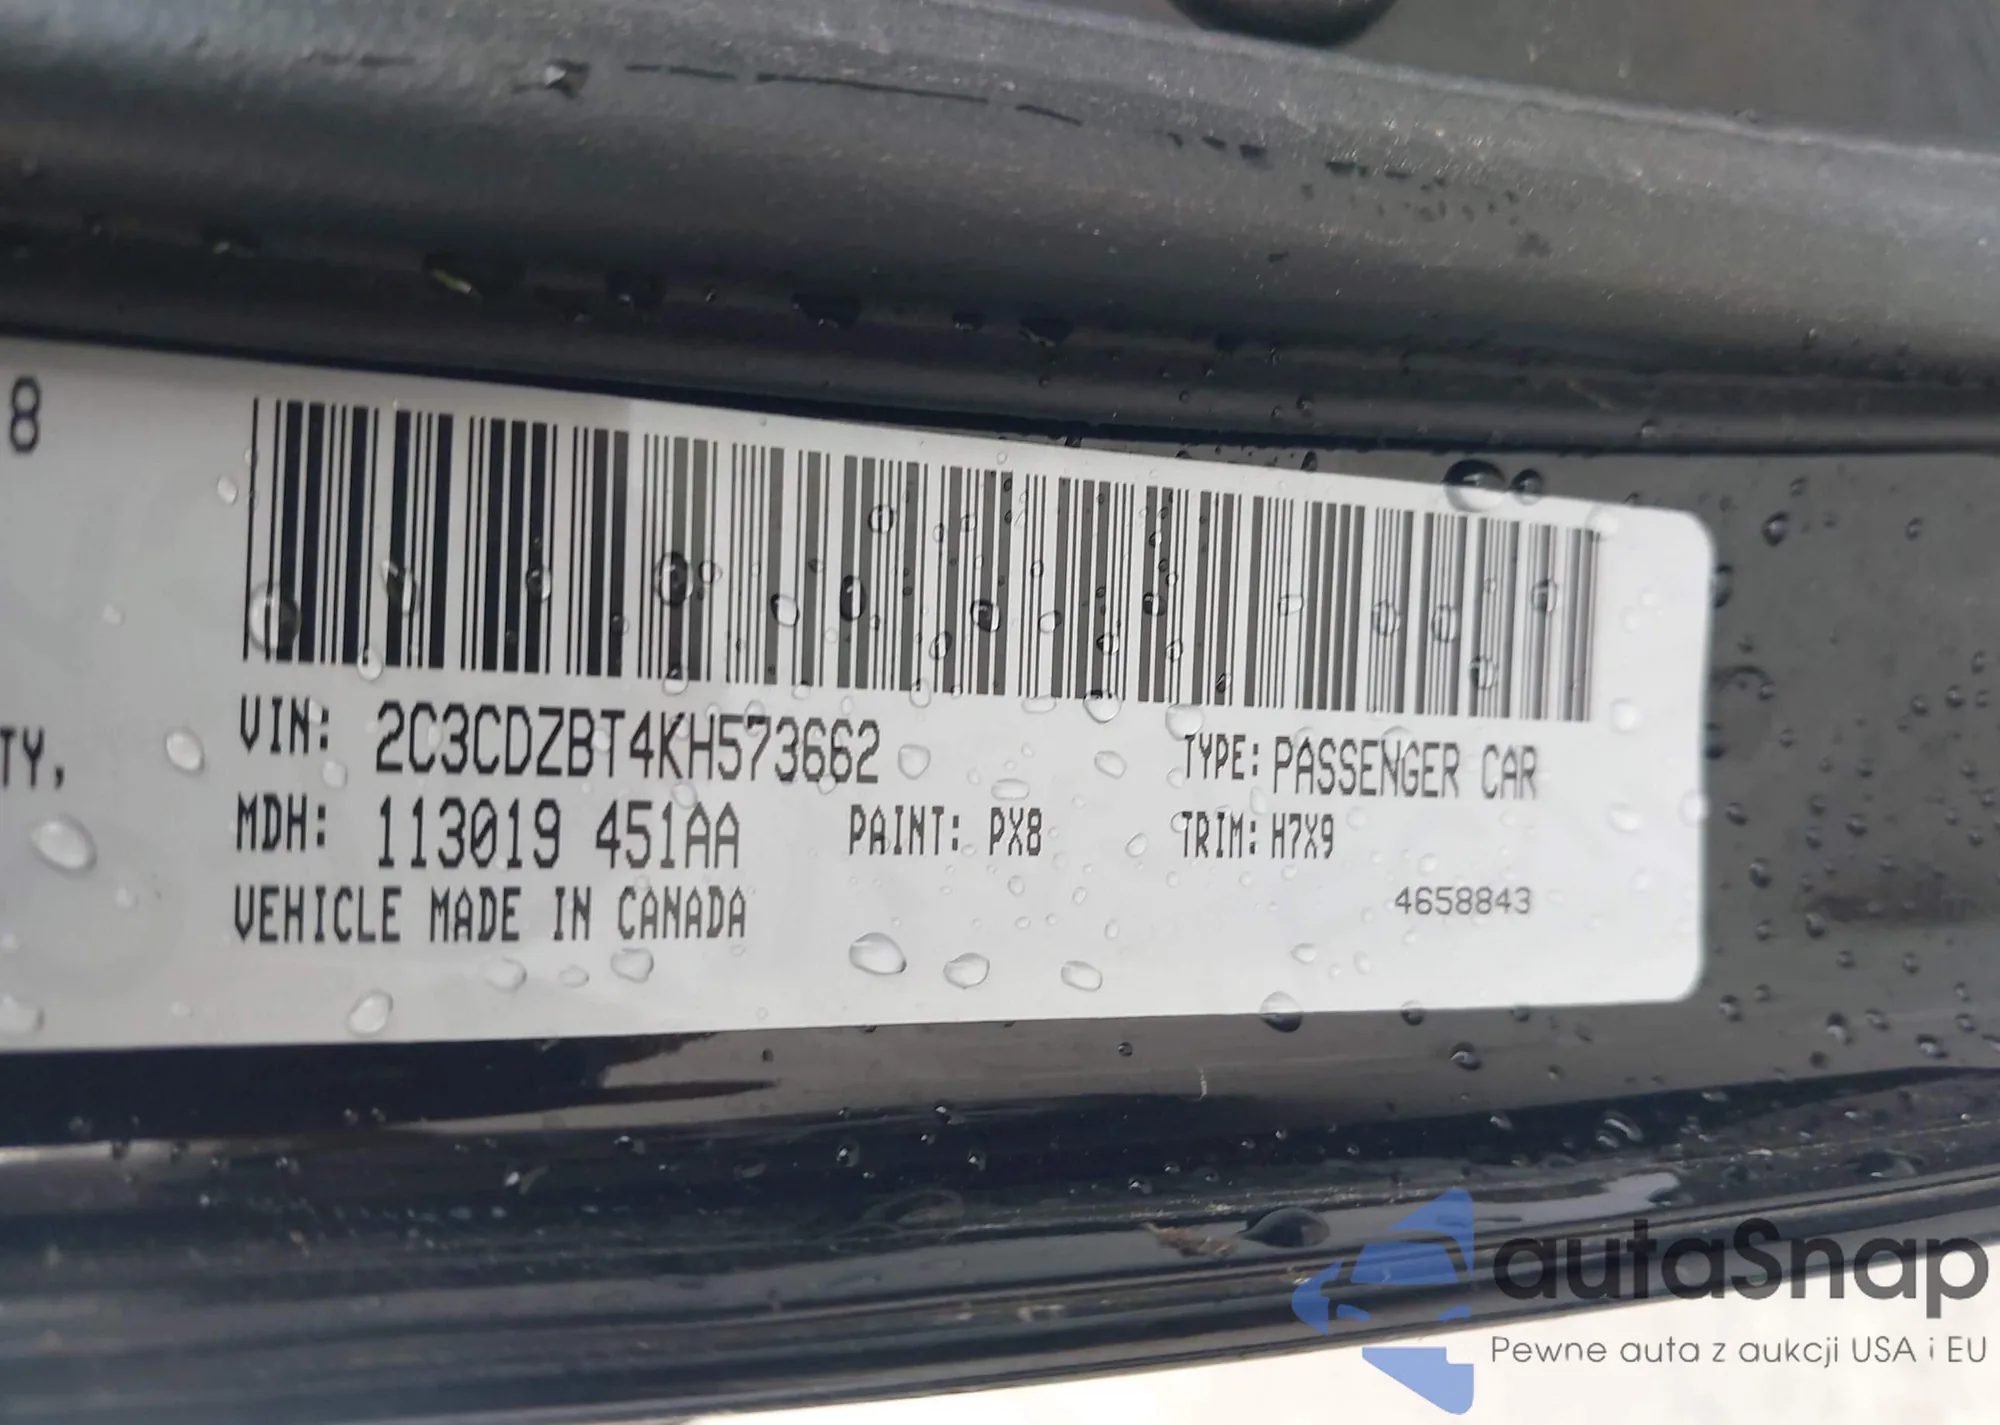 8
TY,
VIN: 2C3CDZBT4KH573662
TYPE: PASSENGER CAR
MDH: 113019 451AA PAINT: PX8 TRIM: H7X9
VEHICLE MADE IN CANADA
4658843
autaSnap
Pewne auta z aukcji USA i EU